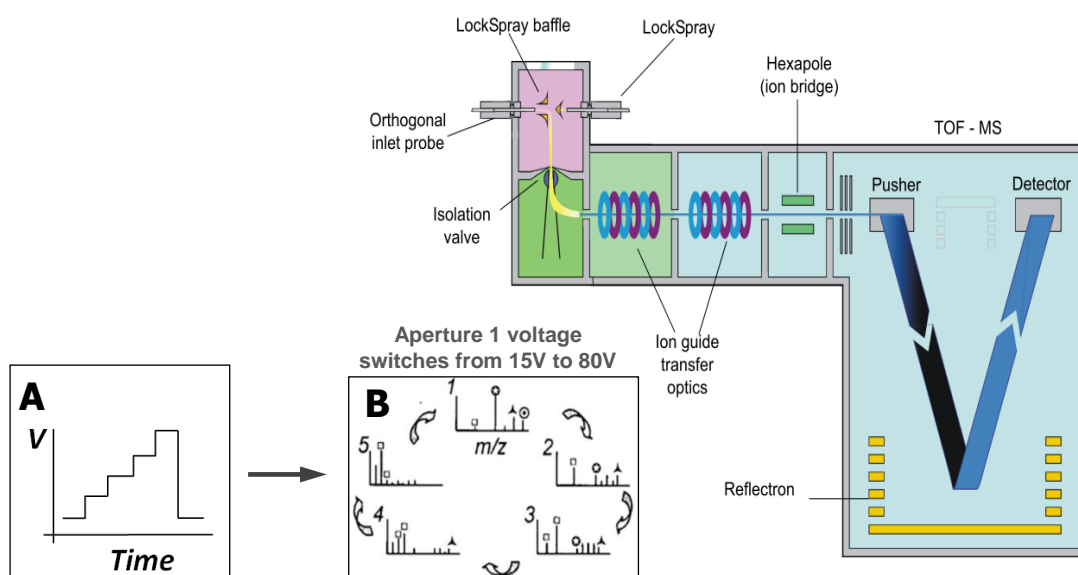 LockSpray baffle
LockSpray
Hexapole
(ion bridge)
Orthogonal
inlet probe
TOF - MS
Pusher
Detector
Isolation
valve
Ion guide
transfer
optics
Reflectron
Aperture 1 voltage
switches from 15V to 80V
A
V
Time
B
1
m/z
2
3
4
5